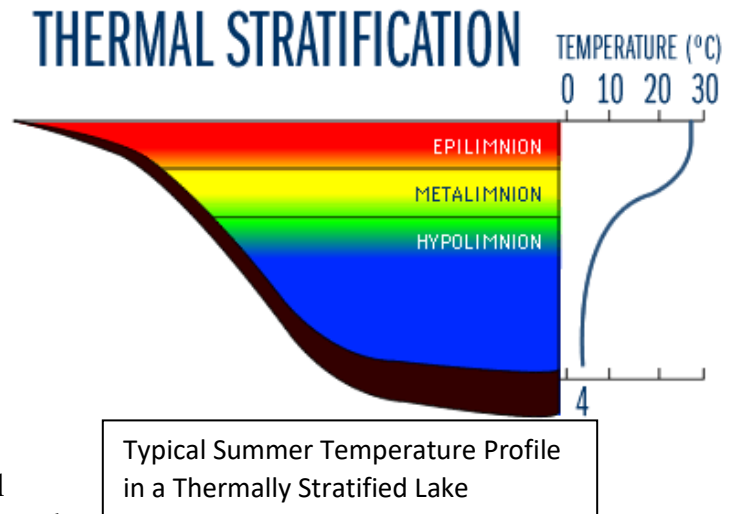 THERMAL STRATIFICATION
TEMPERATURE (ºC)
0 10 20 30
EPILIMNION
METALIMNION
HYPOLIMNION
4
Typical Summer Temperature Profile
in a Thermally Stratified Lake